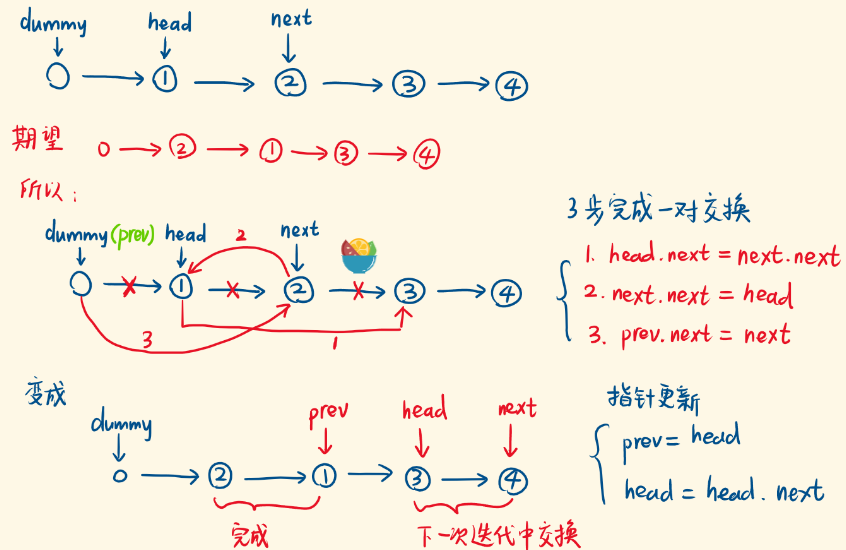 dummy head next
① ② ③ ④
期望 0 ② ① ③ ④
所以：
dummy (prev) head 2 next
① ② ③ ④
3 1
3步完成一对交换
1. head.next = next.next
2. next.next = head
3. prev.next = next
变成
dummy prev head next
② ① ③ ④
完成 下一次迭代中交换
指针更新
prev = head
head = head.next